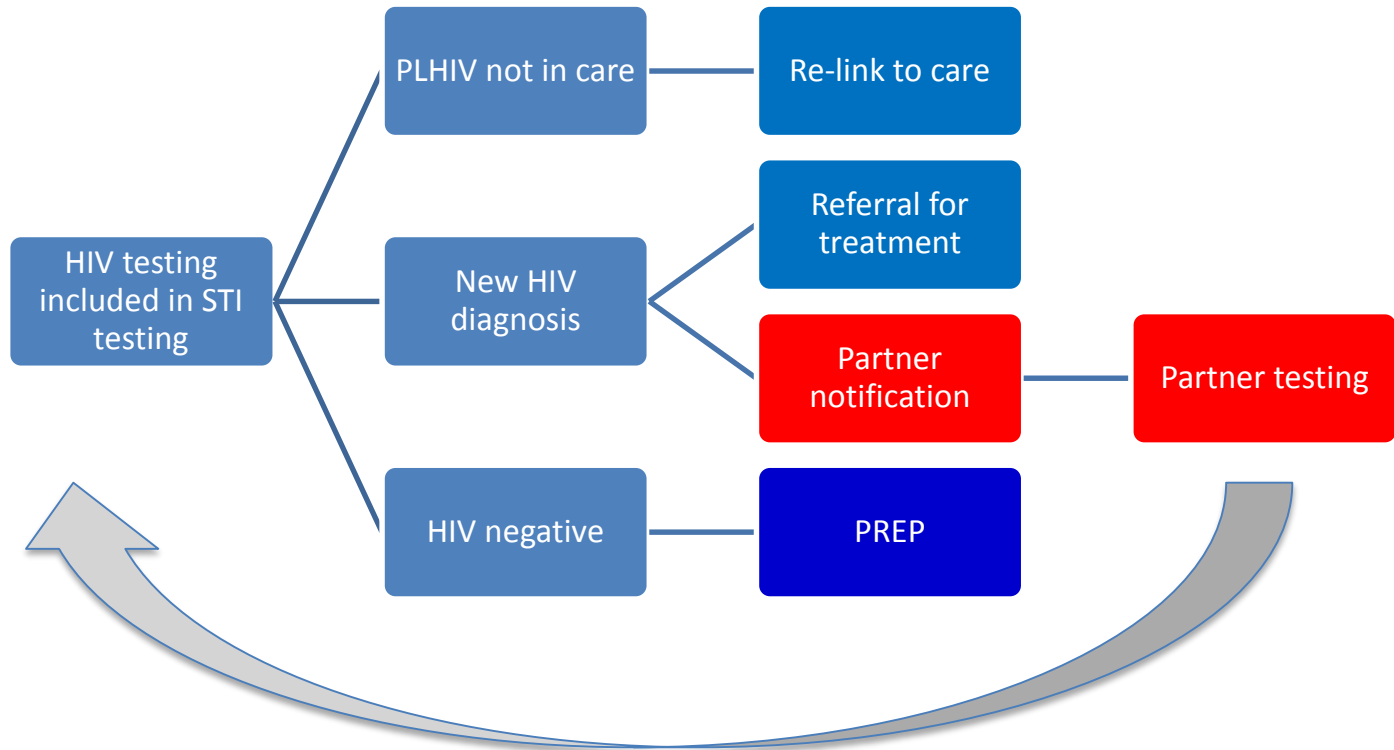 PLHIV not in care
Re-link to care
Referral for
treatment
HIV testing
included in STI
testing
New HIV
diagnosis
Partner
notification
Partner testing
HIV negative
PREP